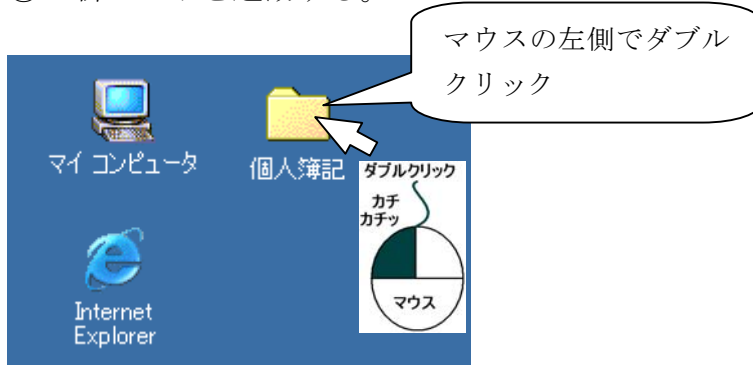 マウスの左側でダブル
クリック
マイ コンピュータ
個人簿記
ダブルクリック
カチ
カチッ
マウス
Internet
Explorer